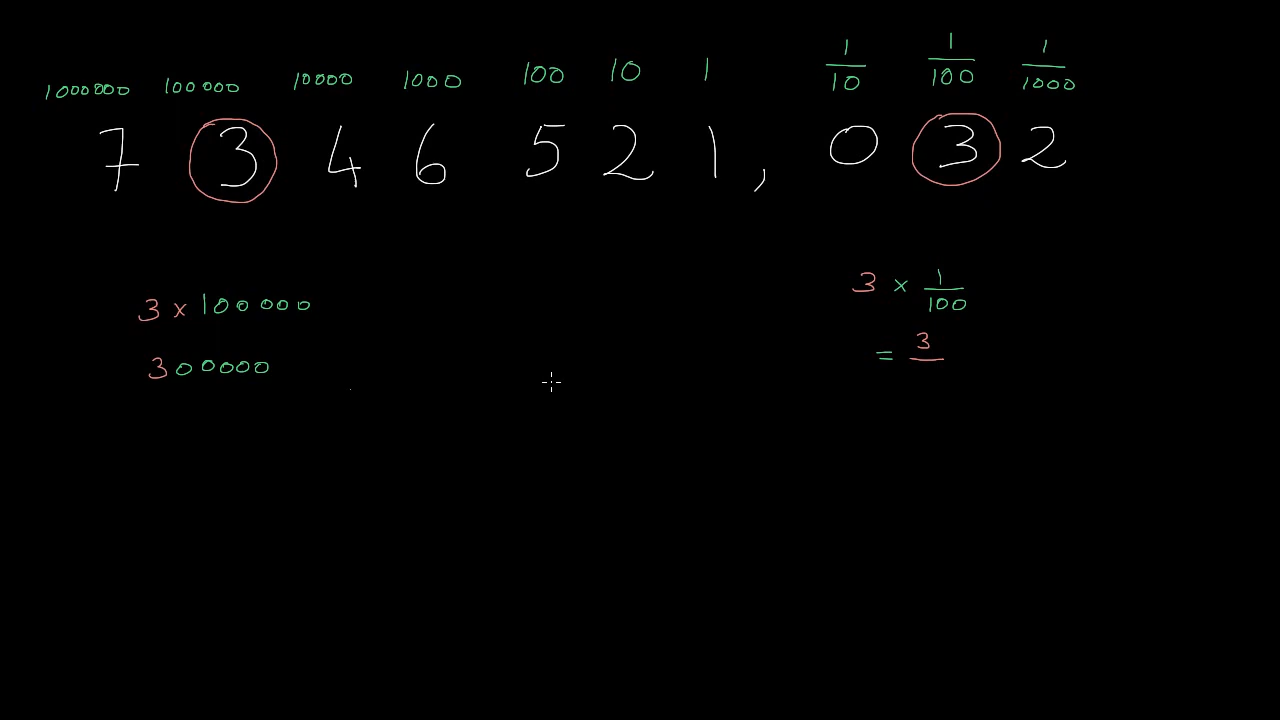 1000000 100000 10000 1000 100 10 1 1/10 1/100 1/1000
7 3 4 6 5 2 1 , 0 3 2
3 × 100000
300000
3 × 1/100
= 3/